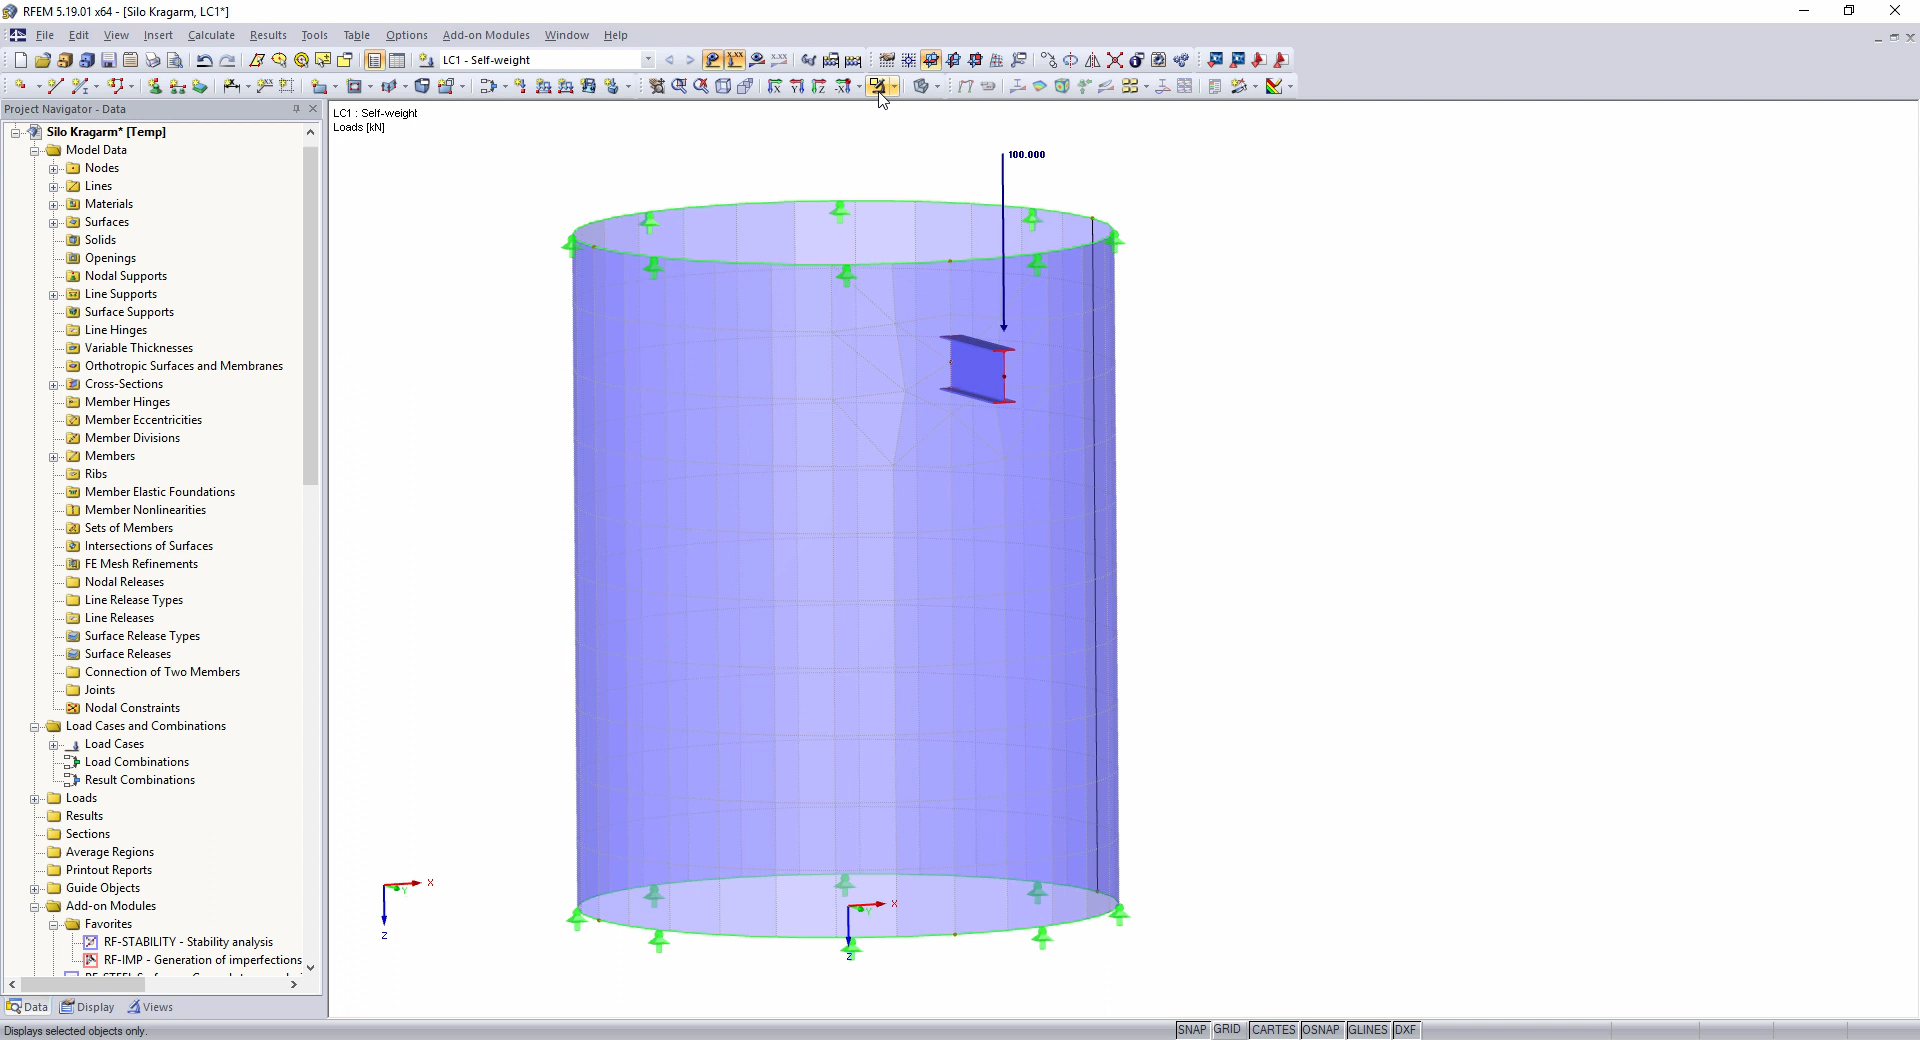 RFEM 5.19.01 x64 - [Silo Kragarm, LC1*]
File Edit View Insert Calculate Results Tools Table Options Add-on Modules Window Help
LC1 - Self-weight
Project Navigator - Data
LC1 : Self-weight
Loads [kN]
Silo Kragarm* [Temp]
Model Data
Nodes
Lines
Materials
Surfaces
Solids
Openings
Nodal Supports
Line Supports
Surface Supports
Line Hinges
Variable Thicknesses
Orthotropic Surfaces and Membranes
Cross-Sections
Member Hinges
Member Eccentricities
Member Divisions
Members
Ribs
Member Elastic Foundations
Member Nonlinearities
Sets of Members
Intersections of Surfaces
FE Mesh Refinements
Nodal Releases
Line Release Types
Line Releases
Surface Release Types
Surface Releases
Connection of Two Members
Joints
Nodal Constraints
Load Cases and Combinations
Load Cases
Load Combinations
Result Combinations
Loads
Results
Sections
Average Regions
Printout Reports
Guide Objects
Add-on Modules
Favorites
RF-STABILITY - Stability analysis
RF-IMP - Generation of imperfections
Data Display Views
100.000
X
Y
Z
X
Y
Z
Displays selected objects only.
SNAP GRID CARTES OSNAP GLINES DXF